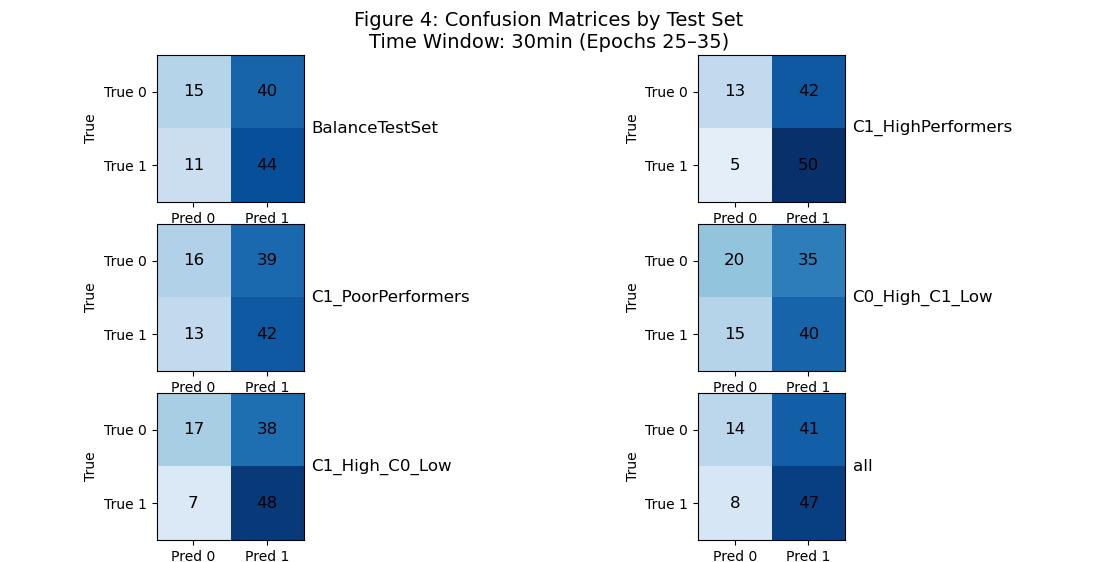 Figure 4: Confusion Matrices by Test Set
Time Window: 30min (Epochs 25–35)
True
True 0
15
40
True 1
11
44
Pred 0
Pred 1
BalanceTestSet
True
True 0
13
42
True 1
5
50
Pred 0
Pred 1
C1_HighPerformers
True
True 0
16
39
True 1
13
42
Pred 0
Pred 1
C1_PoorPerformers
True
True 0
20
35
True 1
15
40
Pred 0
Pred 1
C0_High_C1_Low
True
True 0
17
38
True 1
7
48
Pred 0
Pred 1
C1_High_C0_Low
True
True 0
14
41
True 1
8
47
Pred 0
Pred 1
all